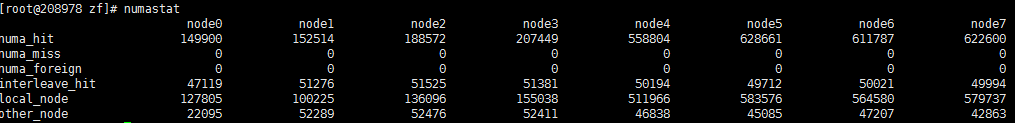 [root@208978 zf]# numastat
node0 node1 node2 node3 node4 node5 node6 node7
numa_hit 149900 152514 188572 207449 558804 628661 611787 622600
numa_miss 0 0 0 0 0 0 0 0
numa_foreign 0 0 0 0 0 0 0 0
interleave_hit 47119 51276 51525 51381 50194 49712 50021 49994
local_node 127805 100225 136096 155038 511966 583576 564580 579737
other_node 22095 52289 52476 52411 46838 45085 47207 42863